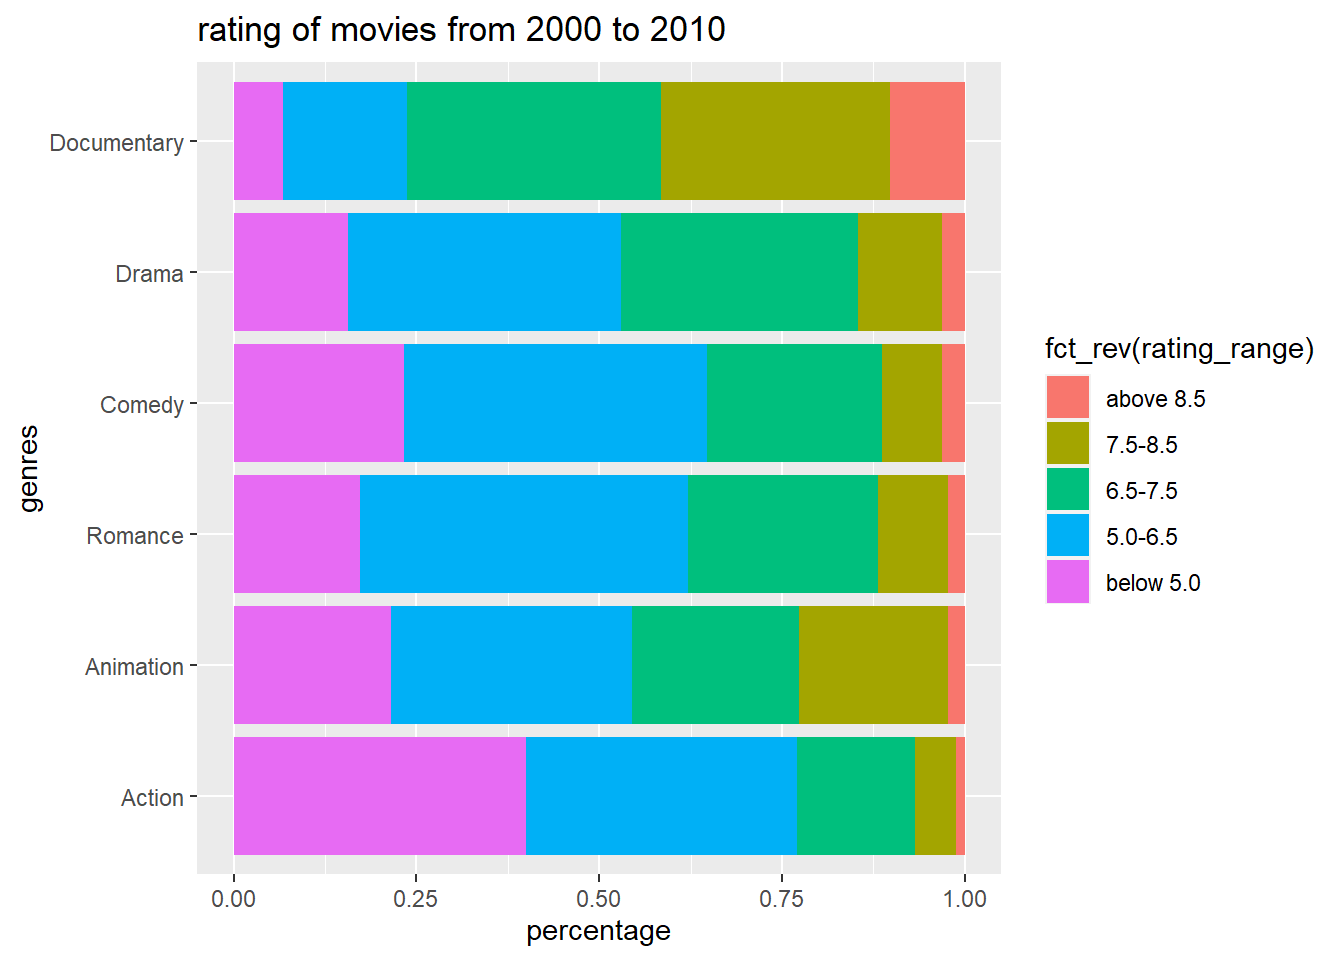 rating of movies from 2000 to 2010
genres
Documentary
Drama
Comedy
Romance
Animation
Action
0.00 0.25 0.50 0.75 1.00
percentage
fct_rev(rating_range)
above 8.5
7.5-8.5
6.5-7.5
5.0-6.5
below 5.0